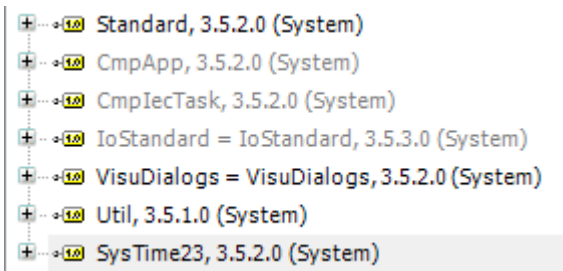 Standard, 3.5.2.0 (System)
CmpApp, 3.5.2.0 (System)
CmpIecTask, 3.5.2.0 (System)
IoStandard = IoStandard, 3.5.3.0 (System)
VisuDialogs = VisuDialogs, 3.5.2.0 (System)
Util, 3.5.1.0 (System)
SysTime23, 3.5.2.0 (System)